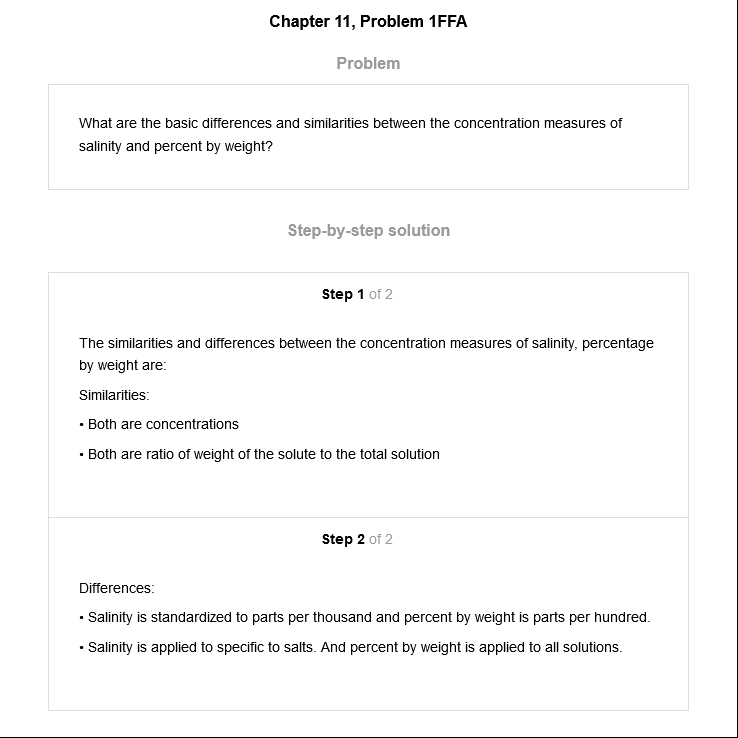 Chapter 11, Problem 1FFA
Problem
What are the basic differences and similarities between the concentration measures of
salinity and percent by weight?
Step-by-step solution
Step 1 of 2
The similarities and differences between the concentration measures of salinity, percentage
by weight are:
Similarities:
• Both are concentrations
• Both are ratio of weight of the solute to the total solution
Step 2 of 2
Differences:
• Salinity is standardized to parts per thousand and percent by weight is parts per hundred.
• Salinity is applied to specific to salts. And percent by weight is applied to all solutions.